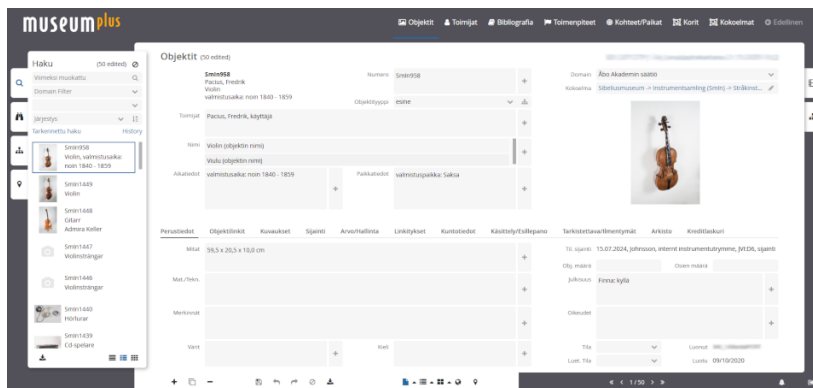 museumplus
Objektit
Toimijat
Bibliografia
Toimenpiteet
Kohteet/Paikat
Korit
Kokoelmat
Edellinen
Haku
(50 edited)
Viimeksi muokattu
Domain Filter
Järjestys
Tarkennettu haku
History
SmIn958
Violin, valmistusaika:
noin 1840 - 1859
SmIn1449
Violin
SmIn1448
Gitarr
Admira Keller
SmIn1447
Violinsträngar
SmIn1446
Violinsträngar
SmIn1440
Hörlurar
SmIn1439
Cd-spelare
Objektit (50 edited)
SmIn958
Pacius, Fredrik
Violin
valmistusaika: noin 1840 - 1859
Numero SmIn958
Objektityyppi esine
Domain Åbo Akademin säätiö
Kokoelma Sibeliusmuseum -> Instrumentsamling (SmIn) -> Stråkinst...
Toimijat Pacius, Fredrik, käyttäjä
Nimi Violin (objektin nimi)
Viulu (objektin nimi)
Aikatiedot valmistusaika: noin 1840 - 1859
Paikkatiedot valmistuspaikka: Saksa
Perustiedot Objektilinkit Kuvaukset Sijainti Arvo/Hallinta Linkitykset Kuntotiedot Käsittely/Esillepano Tarkistettava/Ilmentymät Arkisto Kreditlaskuri
Mitat 59,5 x 20,5 x 10,0 cm
Mat./Tekn.
Merkinnät
Värit
Kieli
Til. sijainti 15.07.2024, Johnsson, internt instrumentutrymme, JVED6, sijainti
Obj. määrä
Osien määrä
Julkisuus Finna: kyllä
Oikeudet
Tila
Luonut
Luet. Tila
Luotu 09/10/2020
1 / 50